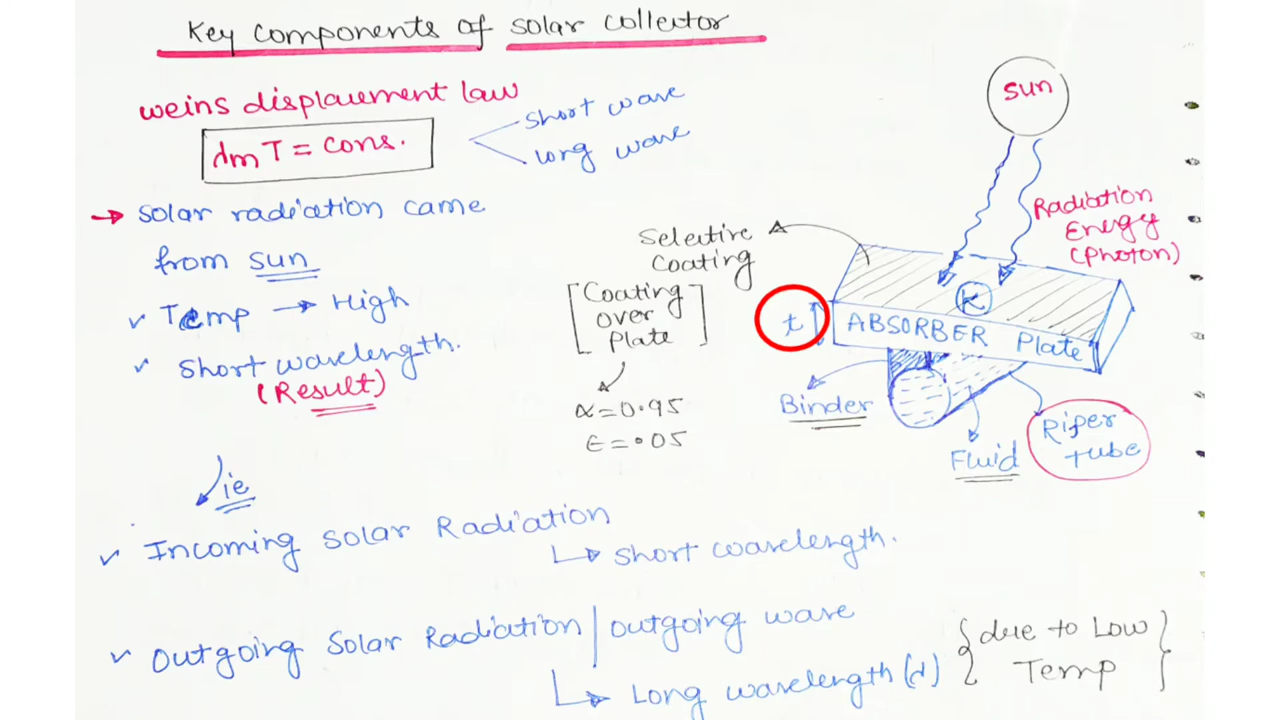 Key components of solar collector
weins displacement law
dm T = cons.
short wave
long wave
→ solar radiation came
from sun
✓ Temp → High
✓ short wavelength.
(Result)
ie
✓ Incoming solar Radiation
↳ short wavelength.
✓ Outgoing Solar Radiation | outgoing wave
↳ Long wavelength (d)
{due to Low
Temp}
Selective
Coating
[Coating
over
Plate]
α = 0.95
ϵ = .05
sun
Radiation
Energy
(Photon)
K
t
ABSORBER Plate
Binder
Fluid
Riper
tube